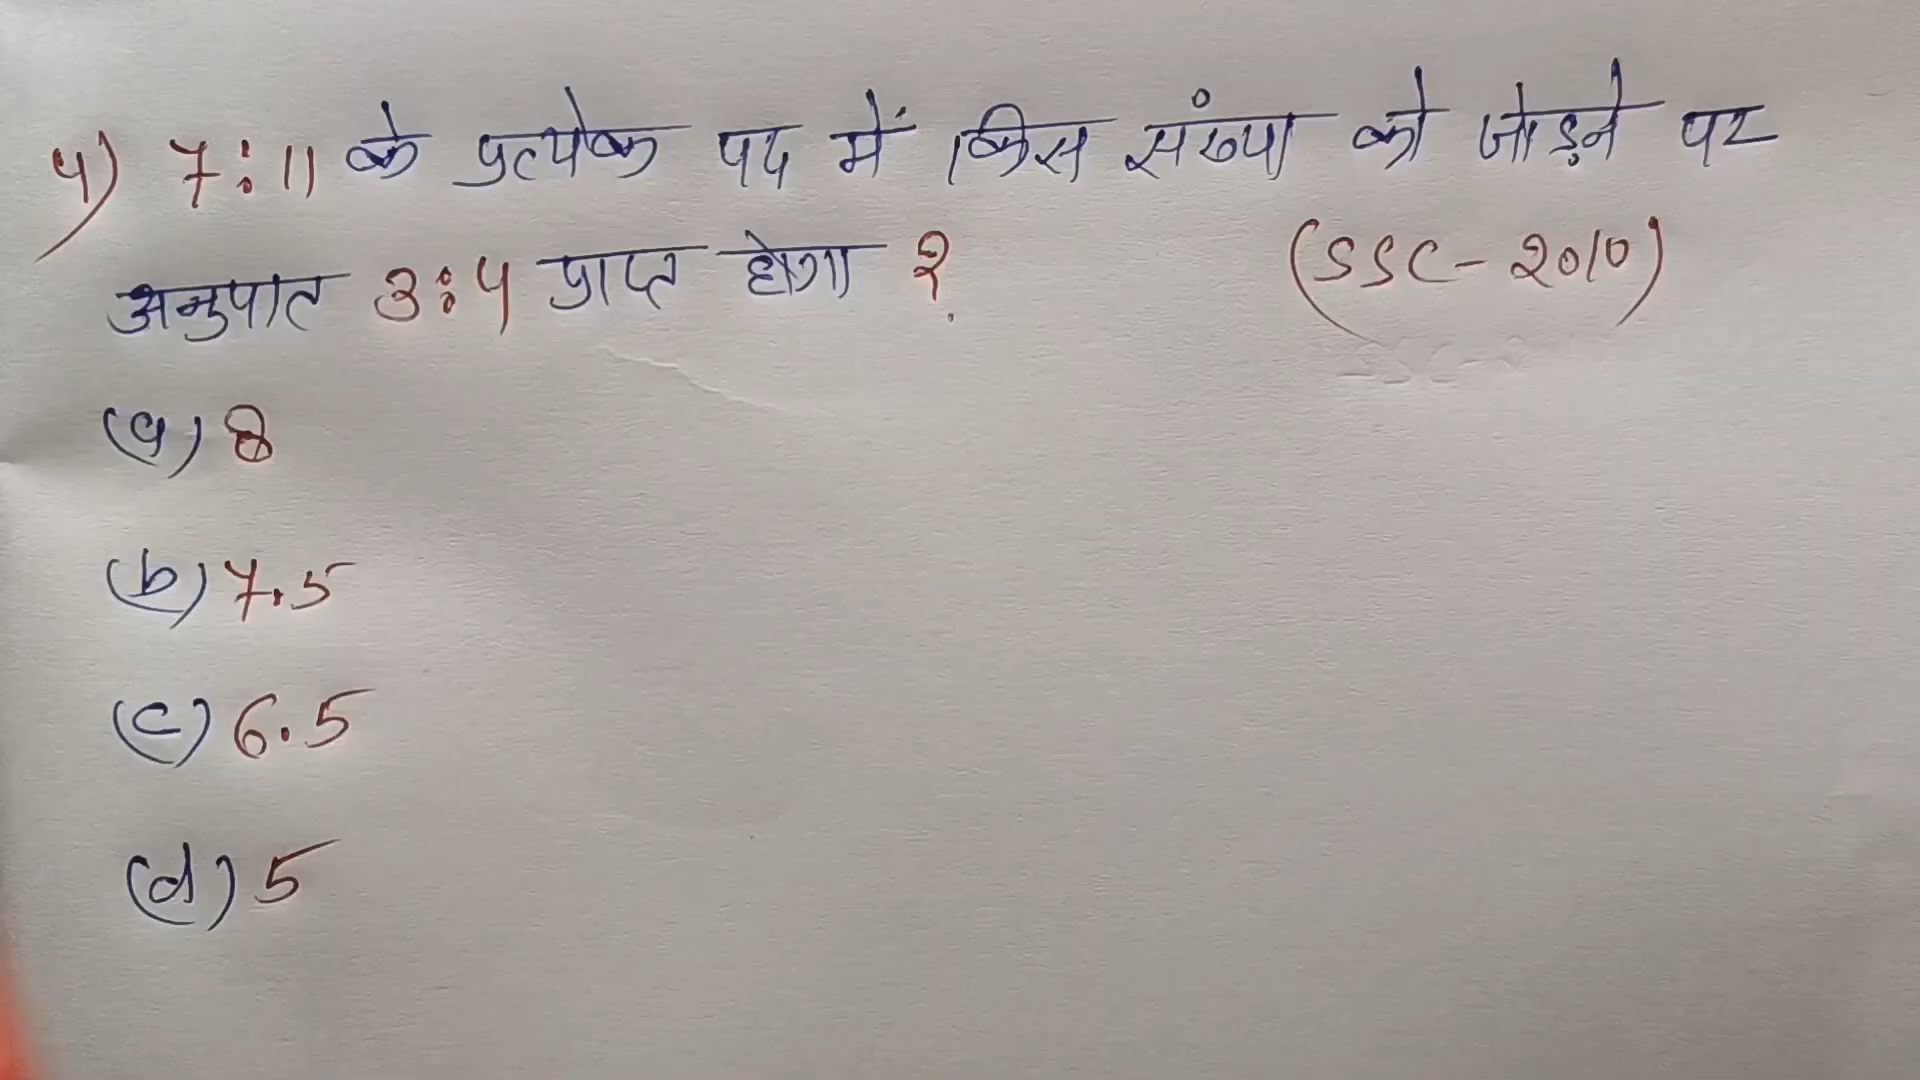 4) 7:11 के प्रत्येक पद में किस संख्या को जोड़ने पर
अनुपात 3:4 प्राप्त होगा ? (SSC-2010)
(a) 8
(b) 7.5
(c) 6.5
(d) 5